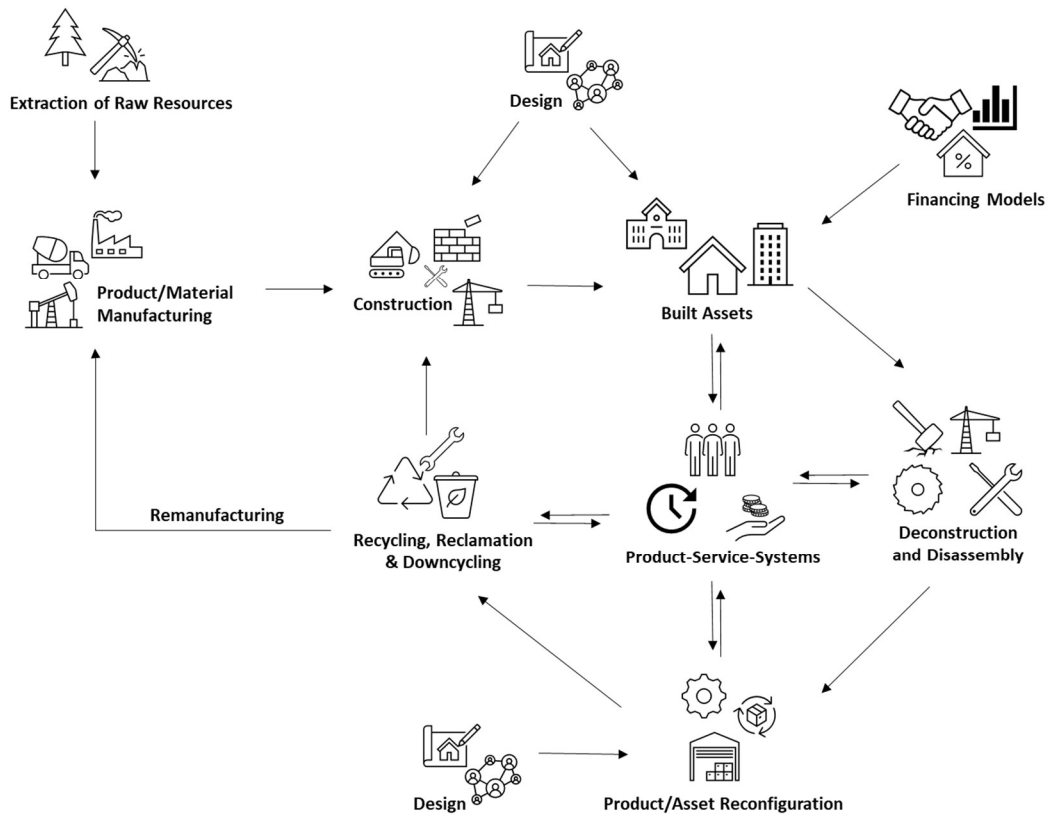 Extraction of Raw Resources
Design
Financing Models
Product/Material
Manufacturing
Construction
Built Assets
Remanufacturing
Recycling, Reclamation
& Downcycling
Product-Service-Systems
Deconstruction
and Disassembly
Design
Product/Asset Reconfiguration
%